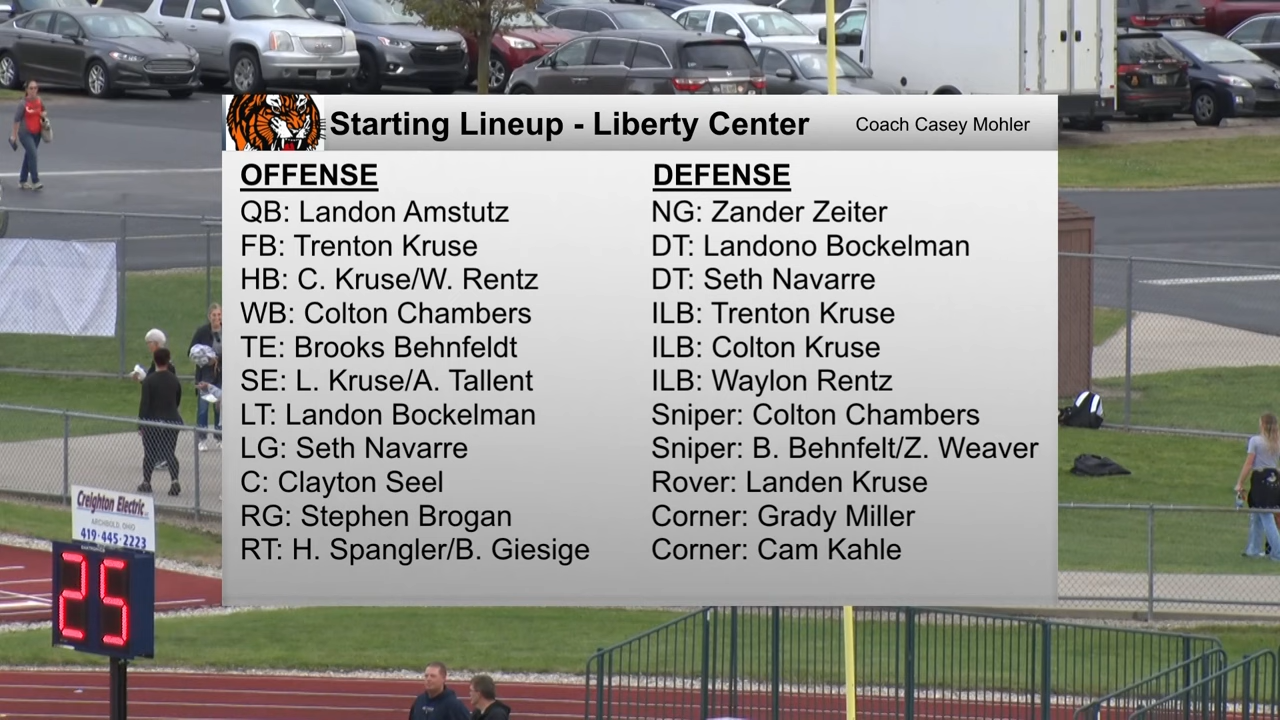 Starting Lineup - Liberty Center
Coach Casey Mohler
OFFENSE
QB: Landon Amstutz
FB: Trenton Kruse
HB: C. Kruse/W. Rentz
WB: Colton Chambers
TE: Brooks Behnfeldt
SE: L. Kruse/A. Tallent
LT: Landon Bockelman
LG: Seth Navarre
C: Clayton Seel
RG: Stephen Brogan
RT: H. Spangler/B. Giesige
DEFENSE
NG: Zander Zeiter
DT: Landono Bockelman
DT: Seth Navarre
ILB: Trenton Kruse
ILB: Colton Kruse
ILB: Waylon Rentz
Sniper: Colton Chambers
Sniper: B. Behnfelt/Z. Weaver
Rover: Landen Kruse
Corner: Grady Miller
Corner: Cam Kahle
Creighton Electric
ARCHBOLD, OHIO
419-445-2223
25